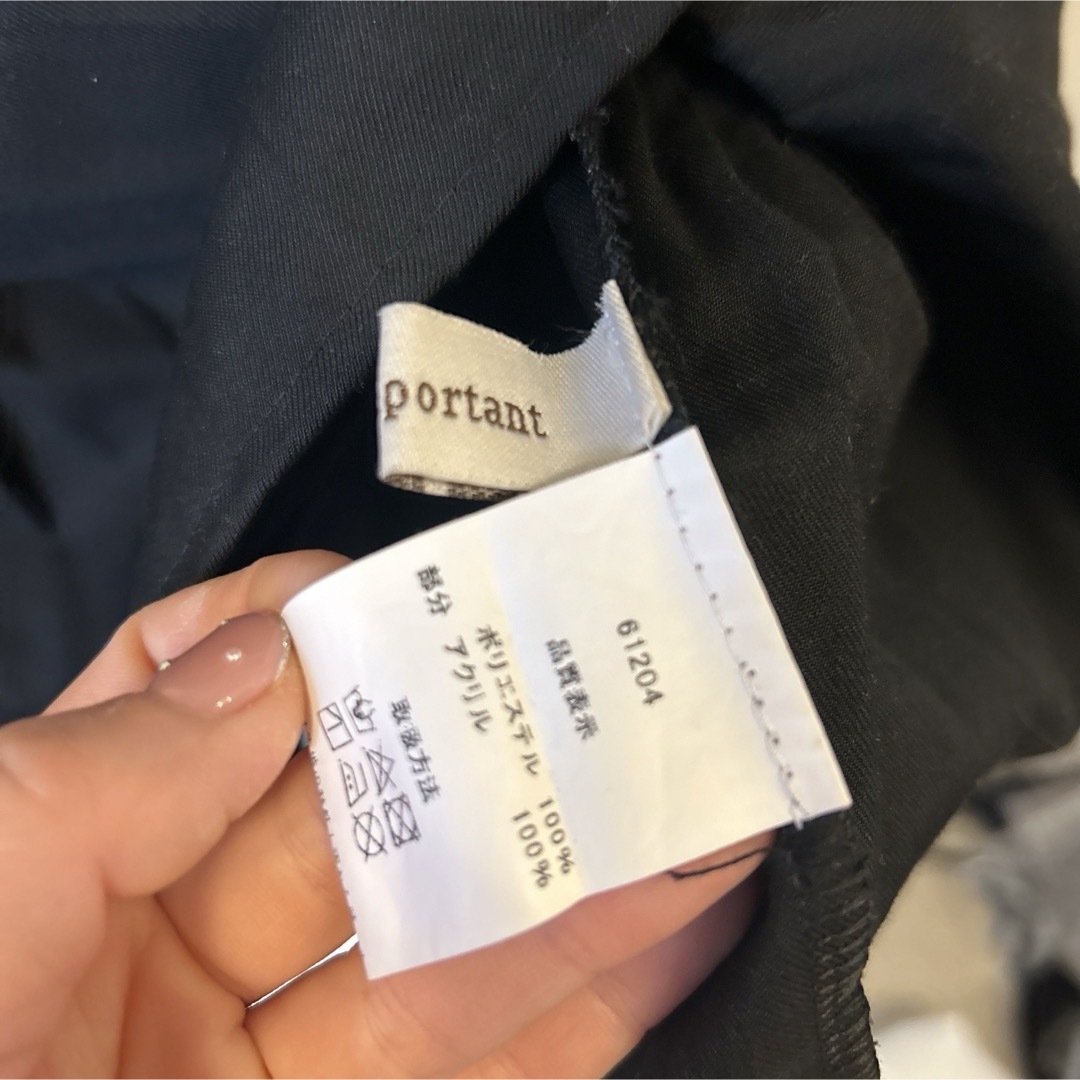 portant
61204
品質表示
ポリエステル 100%
部分 アクリル 100%
取扱方法